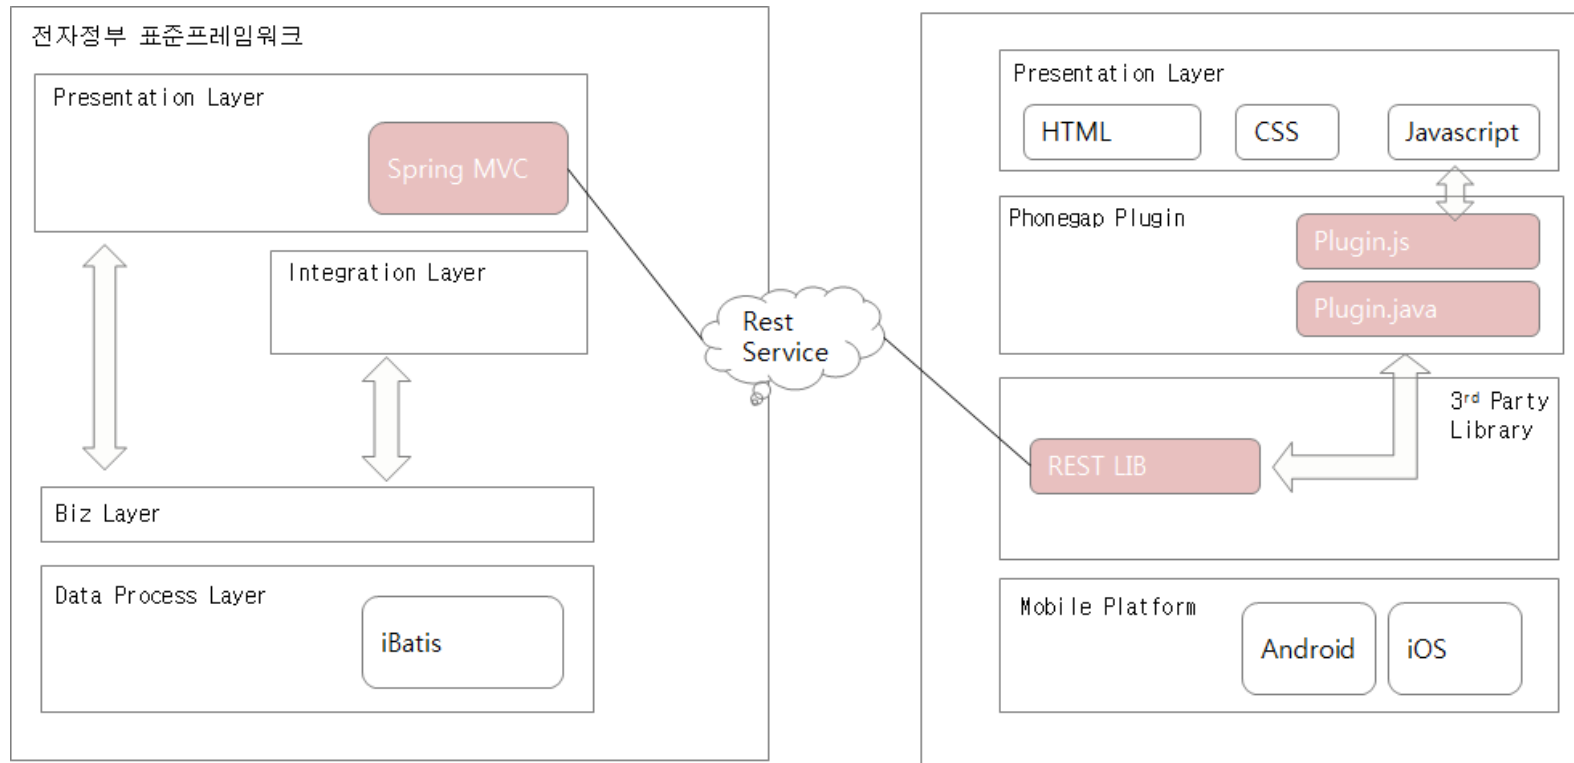 전자정부 표준프레임워크
Presentation Layer
Spring MVC
Integration Layer
Biz Layer
Data Process Layer
iBatis
Rest
Service
Presentation Layer
HTML
CSS
Javascript
Phonegap Plugin
Plugin.js
Plugin.java
3rd Party
Library
REST LIB
Mobile Platform
Android
iOS